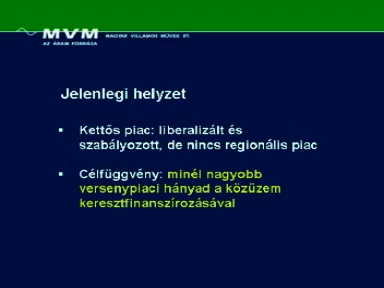 MVM MAGYAR VILLAMOS MŰVEK RT.
AZ ÁRAM FORRÁSA
Jelenlegi helyzet
▪ Kettős piac: liberalizált és
szabályozott, de nincs regionális piac
▪ Célfüggvény: minél nagyobb
versenypiaci hányad a közüzem
keresztfinanszírozásával